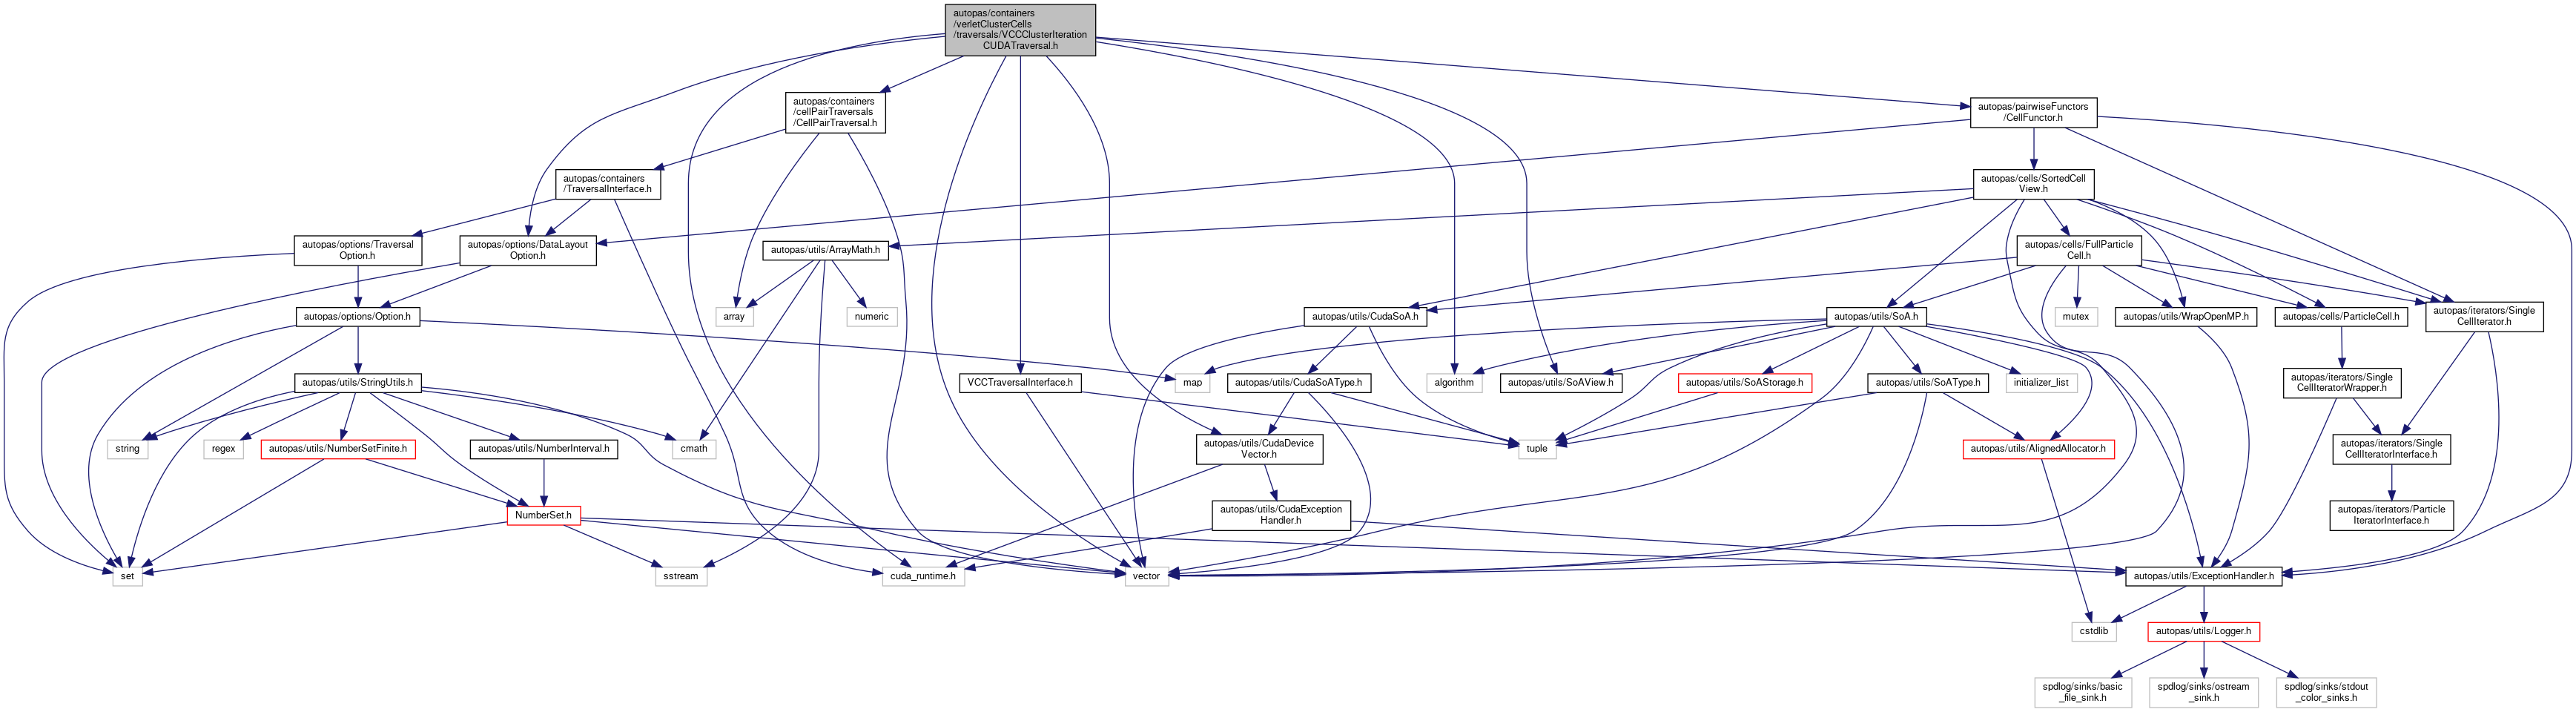 autopas/containers
/verletClusterCells
/traversals/VCCClusterIteration
CUDATraversal.h
autopas/containers
/cellPairTraversals
/CellPairTraversal.h
autopas/pairwiseFunctors
/CellFunctor.h
autopas/containers
/TraversalInterface.h
autopas/cells/SortedCell
View.h
autopas/options/Traversal
Option.h
autopas/options/DataLayout
Option.h
autopas/utils/ArrayMath.h
autopas/cells/FullParticle
Cell.h
autopas/options/Option.h
array
numeric
autopas/utils/CudaSoA.h
autopas/utils/SoA.h
mutex
autopas/utils/WrapOpenMP.h
autopas/cells/ParticleCell.h
autopas/iterators/Single
CellIterator.h
autopas/utils/StringUtils.h
VCCTraversalInterface.h
map
autopas/utils/CudaSoAType.h
algorithm
autopas/utils/SoAView.h
autopas/utils/SoAStorage.h
autopas/utils/SoAType.h
initializer_list
autopas/iterators/Single
CellIteratorWrapper.h
string
regex
autopas/utils/NumberSetFinite.h
autopas/utils/NumberInterval.h
cmath
autopas/utils/CudaDevice
Vector.h
tuple
autopas/utils/AlignedAllocator.h
autopas/iterators/Single
CellIteratorInterface.h
NumberSet.h
autopas/utils/CudaException
Handler.h
autopas/iterators/Particle
IteratorInterface.h
set
sstream
cuda_runtime.h
vector
autopas/utils/ExceptionHandler.h
cstdlib
autopas/utils/Logger.h
spdlog/sinks/basic
_file_sink.h
spdlog/sinks/ostream
_sink.h
spdlog/sinks/stdout
_color_sinks.h